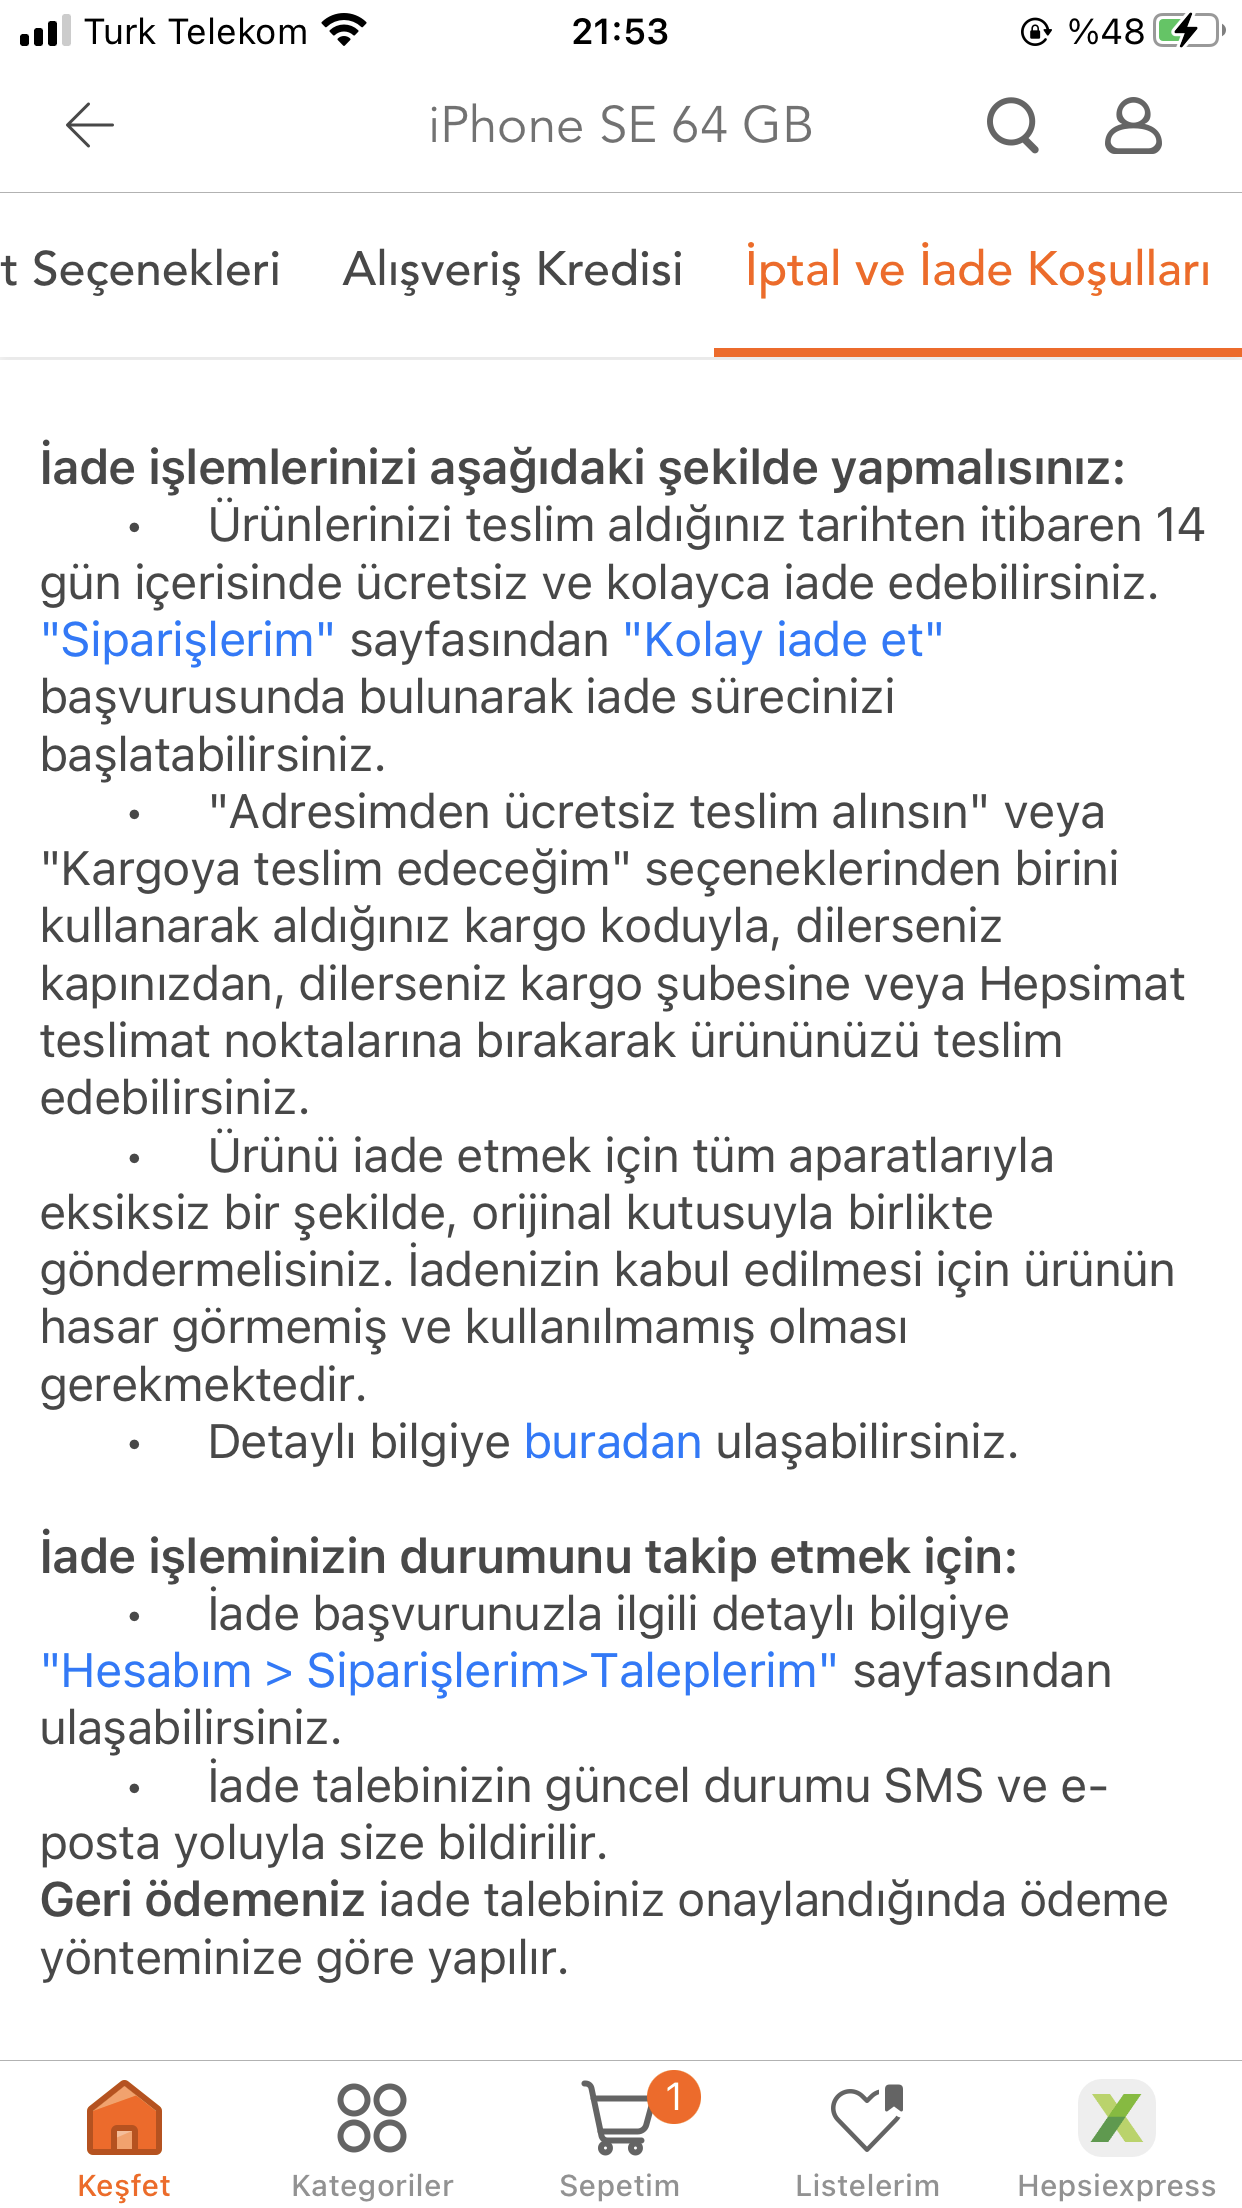 Turk Telekom 21:53 %48
iPhone SE 64 GB
t Seçenekleri Alışveriş Kredisi İptal ve İade Koşulları
İade işlemlerinizi aşağıdaki şekilde yapmalısınız:
• Ürünlerinizi teslim aldığınız tarihten itibaren 14
gün içerisinde ücretsiz ve kolayca iade edebilirsiniz.
"Siparişlerim" sayfasından "Kolay iade et"
başvurusunda bulunarak iade sürecinizi
başlatabilirsiniz.
• "Adresimden ücretsiz teslim alınsın" veya
"Kargoya teslim edeceğim" seçeneklerinden birini
kullanarak aldığınız kargo koduyla, dilerseniz
kapınızdan, dilerseniz kargo şubesine veya Hepsimat
teslimat noktalarına bırakarak ürününüzü teslim
edebilirsiniz.
• Ürünü iade etmek için tüm aparatlarıyla
eksiksiz bir şekilde, orijinal kutusuyla birlikte
göndermelisiniz. İadenizin kabul edilmesi için ürünün
hasar görmemiş ve kullanılmamış olması
gerekmektedir.
• Detaylı bilgiye buradan ulaşabilirsiniz.
İade işleminizin durumunu takip etmek için:
• İade başvurunuzla ilgili detaylı bilgiye
"Hesabım > Siparişlerim>Taleplerim" sayfasından
ulaşabilirsiniz.
• İade talebinizin güncel durumu SMS ve e-
posta yoluyla size bildirilir.
Geri ödemeniz iade talebiniz onaylandığında ödeme
yönteminize göre yapılır.
1
Keşfet Kategoriler Sepetim Listelerim Hepsiexpress